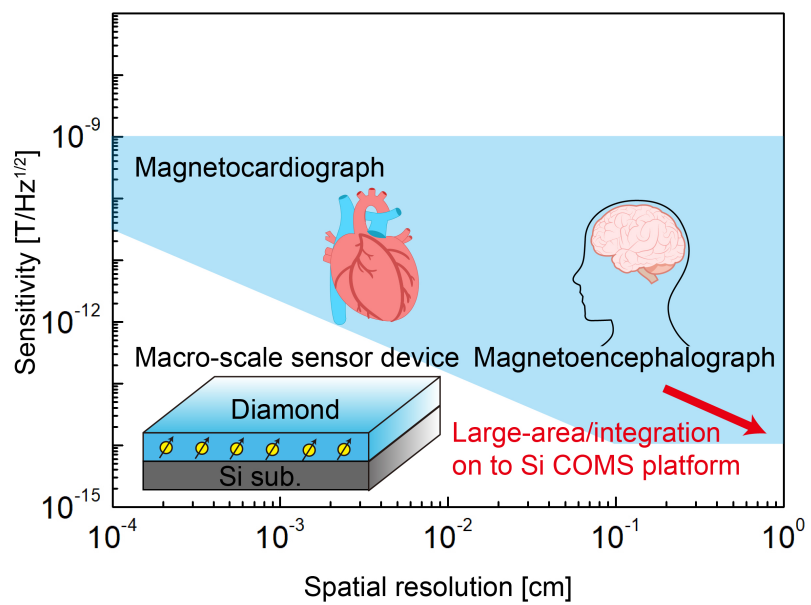 Sensitivity [T/Hz^1/2]
10^-9
10^-12
10^-15
Magnetocardiograph
Macro-scale sensor device
Magnetoencephalograph
Diamond
Si sub.
Large-area/integration
on to Si COMS platform
10^-4
10^-3
10^-2
10^-1
10^0
Spatial resolution [cm]